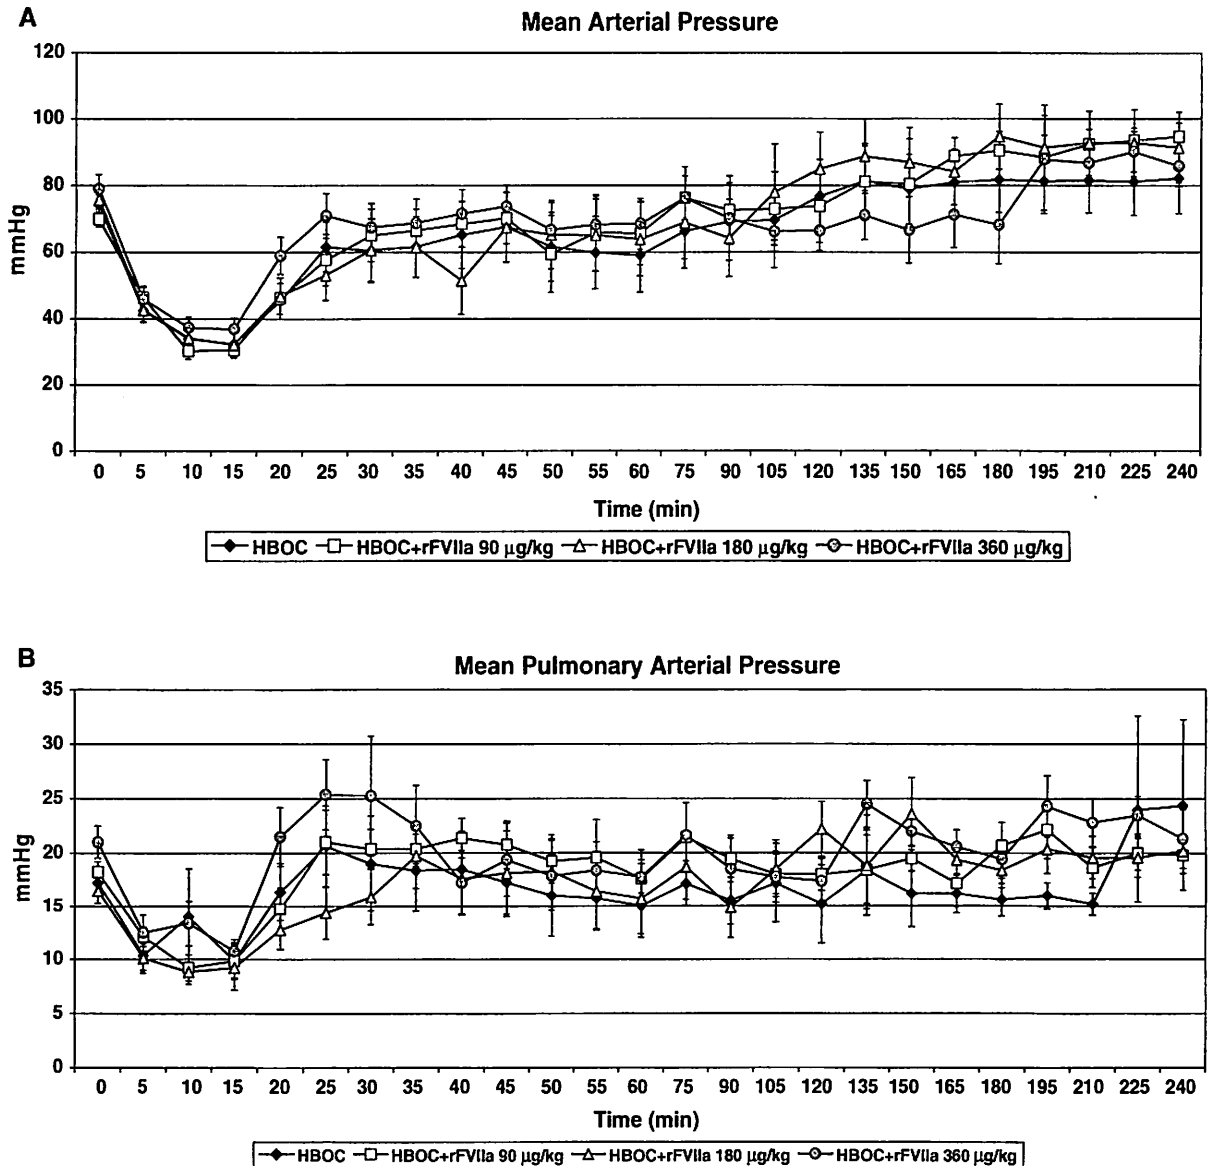 A
Mean Arterial Pressure
120
100
80
60
40
20
0
mmHg
0 5 10 15 20 25 30 35 40 45 50 55 60 75 90 105 120 135 150 165 180 195 210 225 240
Time (min)
HBOC HBOC+rFVIIa 90 µg/kg HBOC+rFVIIa 180 µg/kg HBOC+rFVIIa 360 µg/kg
B
Mean Pulmonary Arterial Pressure
35
30
25
20
15
10
5
0
mmHg
0 5 10 15 20 25 30 35 40 45 50 55 60 75 90 105 120 135 150 165 180 195 210 225 240
Time (min)
HBOC HBOC+rFVIIa 90 µg/kg HBOC+rFVIIa 180 µg/kg HBOC+rFVIIa 360 µg/kg